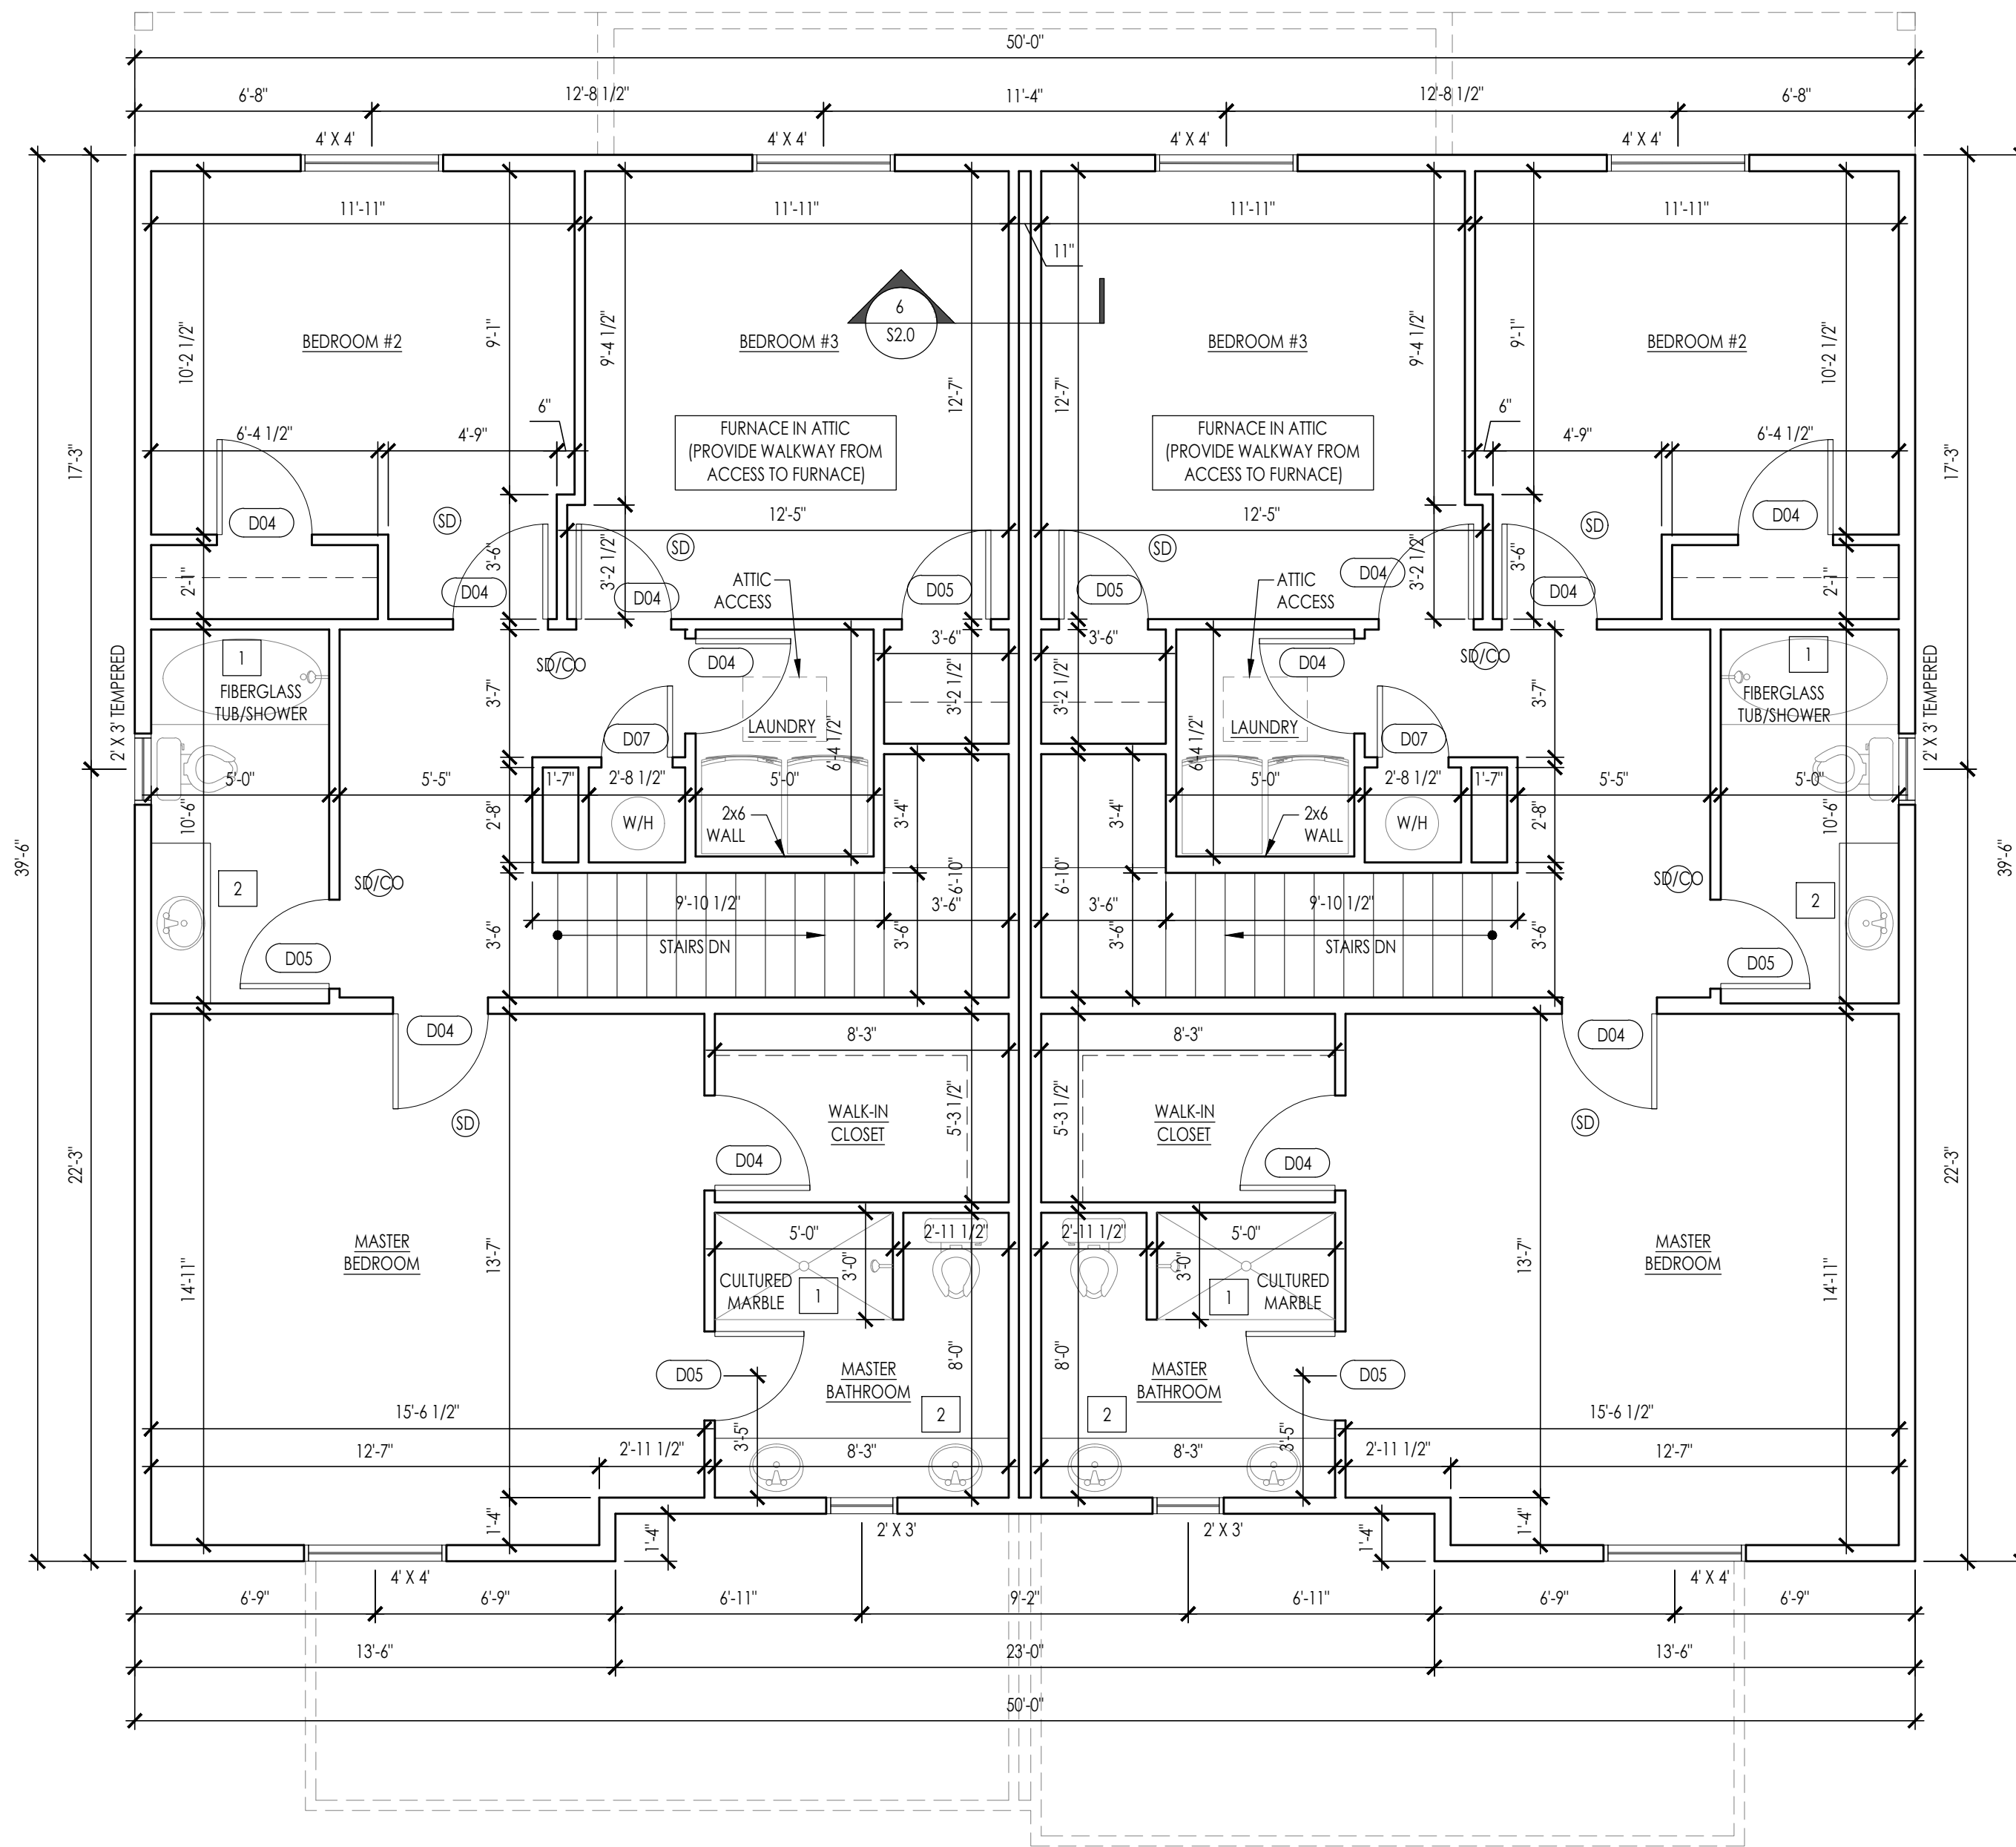 50'-0"
6'-8" 12'-8 1/2" 11'-4" 12'-8 1/2" 6'-8"
4' X 4' 4' X 4' 4' X 4' 4' X 4'
11'-11" 11'-11" 11'-11" 11'-11"
11"
6
S2.0
BEDROOM #2 BEDROOM #3 BEDROOM #3 BEDROOM #2
10'-2 1/2" 9'-1" 9'-4 1/2" 12'-7" 12'-7" 9'-4 1/2" 9'-1" 10'-2 1/2"
6" 6"
17'-3" 17'-3"
6'-4 1/2" 4'-9" 4'-9" 6'-4 1/2"
FURNACE IN ATTIC
(PROVIDE WALKWAY FROM
ACCESS TO FURNACE)
FURNACE IN ATTIC
(PROVIDE WALKWAY FROM
ACCESS TO FURNACE)
D04 SD 12'-5" 12'-5" SD D04
SD SD
2'-1" 3'-6" 3'-2 1/2" 3'-2 1/2" 3'-6" 2'-1"
D04 D04 D05 D05 D04 D04
ATTIC
ACCESS
ATTIC
ACCESS
3'-6" 3'-6"
2' X 3' TEMPERED 2' X 3' TEMPERED
1 SD/CO D04 D04 SD/CO 1
FIBERGLASS
TUB/SHOWER
FIBERGLASS
TUB/SHOWER
3'-7" 3'-2 1/2" 3'-2 1/2" 3'-7"
D07 LAUNDRY LAUNDRY D07
6'-4 1/2" 6'-4 1/2"
5'-0" 5'-5" 1'-7" 2'-8 1/2" 5'-0" 5'-0" 2'-8 1/2" 1'-7" 5'-5" 5'-0"
10'-6" 2'-8" 3'-4" 3'-4" 2'-8" 10'-6"
W/H W/H
2x6
WALL
2x6
WALL
39'-6" 39'-6"
2 SD/CO 6'-10" 6'-10" SD/CO 2
9'-10 1/2" 3'-6" 3'-6" 9'-10 1/2"
3'-6" 3'-6" 3'-6" 3'-6"
STAIRS DN STAIRS DN
D05 D05
D04 D04
8'-3" 8'-3"
SD SD
WALK-IN
CLOSET
WALK-IN
CLOSET
5'-3 1/2" 5'-3 1/2"
D04 D04
22'-3" 22'-3"
5'-0" 2'-11 1/2" 2'-11 1/2" 5'-0"
MASTER
BEDROOM
MASTER
BEDROOM
14'-11" 13'-7" 3'-0" 3'-0" 13'-7" 14'-11"
CULTURED
MARBLE
1
CULTURED
MARBLE
1
8'-0" 8'-0"
D05 D05
MASTER
BATHROOM
MASTER
BATHROOM
2 2
15'-6 1/2" 15'-6 1/2"
3'-5" 3'-5"
12'-7" 2'-11 1/2" 8'-3" 8'-3" 2'-11 1/2" 12'-7"
1'-4" 1'-4" 1'-4" 1'-4"
2' X 3' 2' X 3'
4' X 4' 4' X 4'
6'-9" 6'-9" 6'-11" 9'-2" 6'-11" 6'-9" 6'-9"
13'-6" 23'-0" 13'-6"
50'-0"